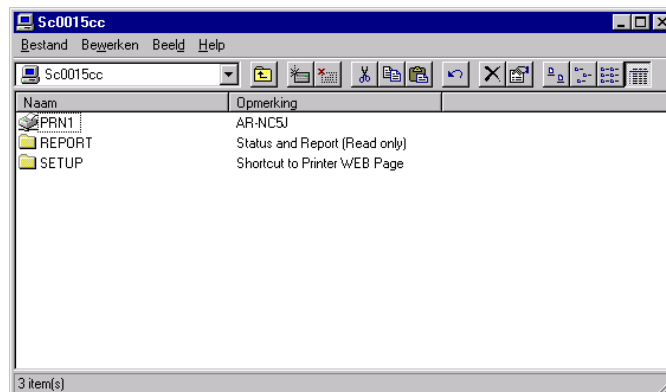 Sc0015cc
Bestand Bewerken Beeld Help
Sc0015cc
Naam Opmerking
PRN1 AR-NC5J
REPORT Status and Report (Read only)
SETUP Shortcut to Printer WEB Page
3 item(s)